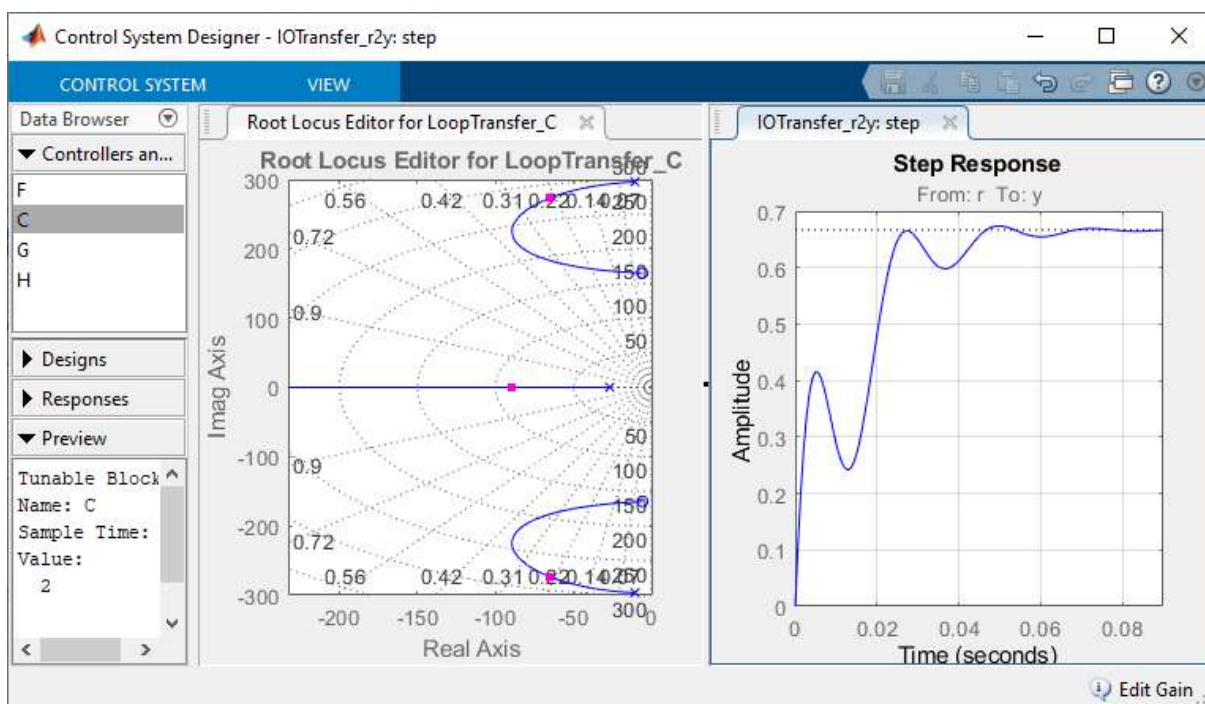 Control System Designer - IOTransfer_r2y: step
CONTROL SYSTEM
VIEW
Data Browser
Controllers an...
F
C
G
H
Designs
Responses
Preview
Tunable Block
Name: C
Sample Time:
Value:
2
Root Locus Editor for LoopTransfer_C
Root Locus Editor for LoopTransfer_C
300
200
100
0
-100
-200
-300
Imag Axis
0.56
0.42
0.31
0.22
0.14
0.07
0.72
0.9
0.9
0.72
0.56
0.42
0.31
0.22
0.14
0.07
300
250
200
150
100
50
50
100
150
200
250
300
-200
-150
-100
-50
0
Real Axis
IOTransfer_r2y: step
Step Response
From: r To: y
Amplitude
0.7
0.6
0.5
0.4
0.3
0.2
0.1
0
0
0.02
0.04
0.06
0.08
Time (seconds)
Edit Gain